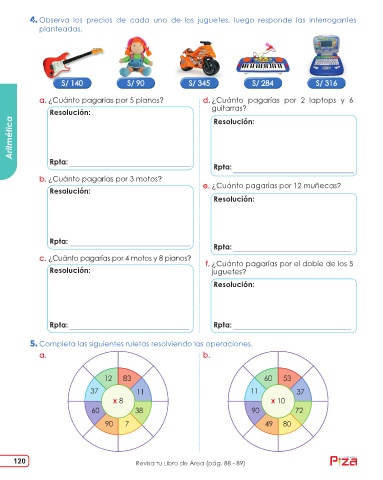 4. Observa los precios de cada uno de los juguetes, luego responde las interrogantes
planteadas.
S/ 140 S/ 90 S/ 345 S/ 284 S/ 316
a. ¿Cuánto pagarías por 5 pianos?
Resolución:
Rpta:
b. ¿Cuánto pagarías por 3 motos?
Resolución:
Rpta:
c. ¿Cuánto pagarías por 4 motos y 8 pianos?
Resolución:
Rpta:
d. ¿Cuánto pagarías por 2 laptops y 6
guitarras?
Resolución:
Rpta:
e. ¿Cuánto pagarías por 12 muñecas?
Resolución:
Rpta:
f. ¿Cuánto pagarías por el doble de los 5
juguetes?
Resolución:
Rpta:
Aritmética
5. Completa las siguientes ruletas resolviendo las operaciones.
a.
12 83
37 11
x 8
60 38
90 7
b.
60 53
11 37
x 10
90 72
49 80
120
Revisa tu Libro de Área (pág. 88 - 89)